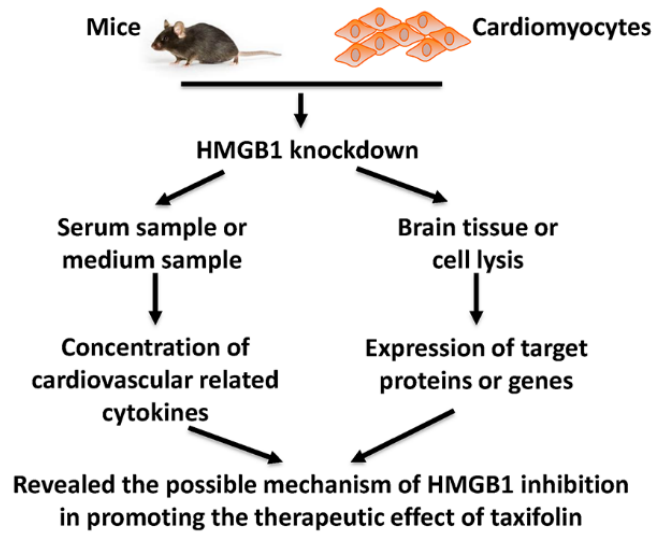 Mice
Cardiomyocytes
HMGB1 knockdown
Serum sample or
medium sample
Brain tissue or
cell lysis
Concentration of
cardiovascular related
cytokines
Expression of target
proteins or genes
Revealed the possible mechanism of HMGB1 inhibition
in promoting the therapeutic effect of taxifolin